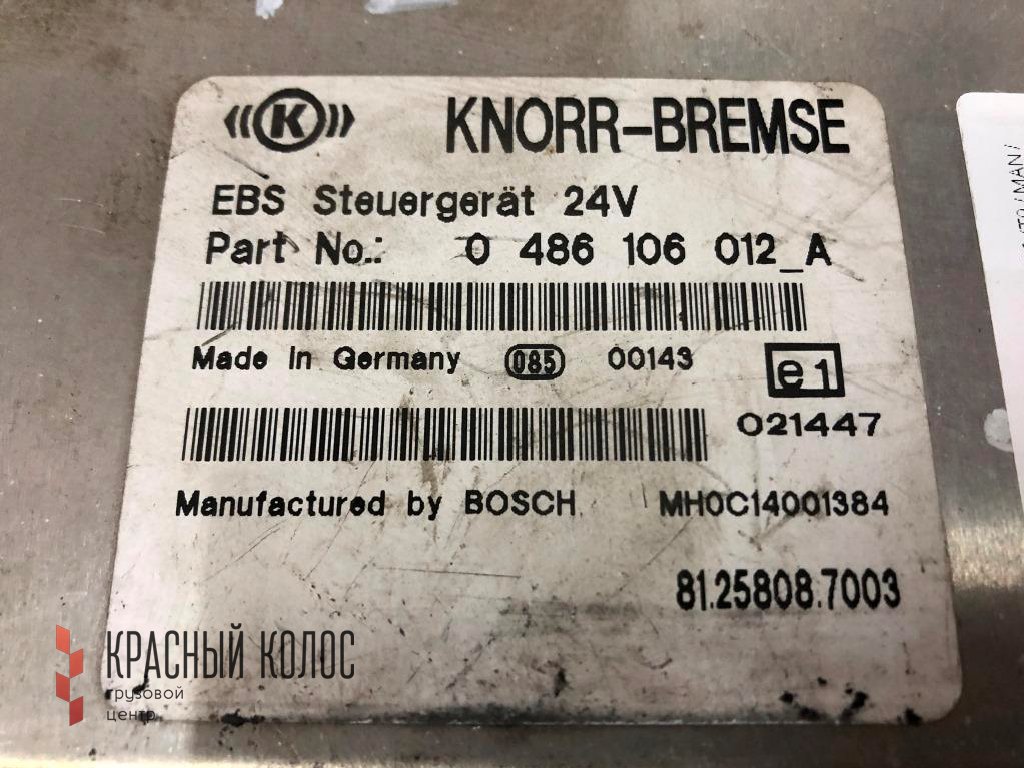 K KNORR-BREMSE
EBS Steuergerät 24V
Part No.: 0 486 106 012_A
Made in Germany 085 00143 e1
021447
Manufactured by BOSCH MH0C14001384
81.25808.7003
КРАСНЫЙ КОЛОС
грузовой
центр
/ MAN /